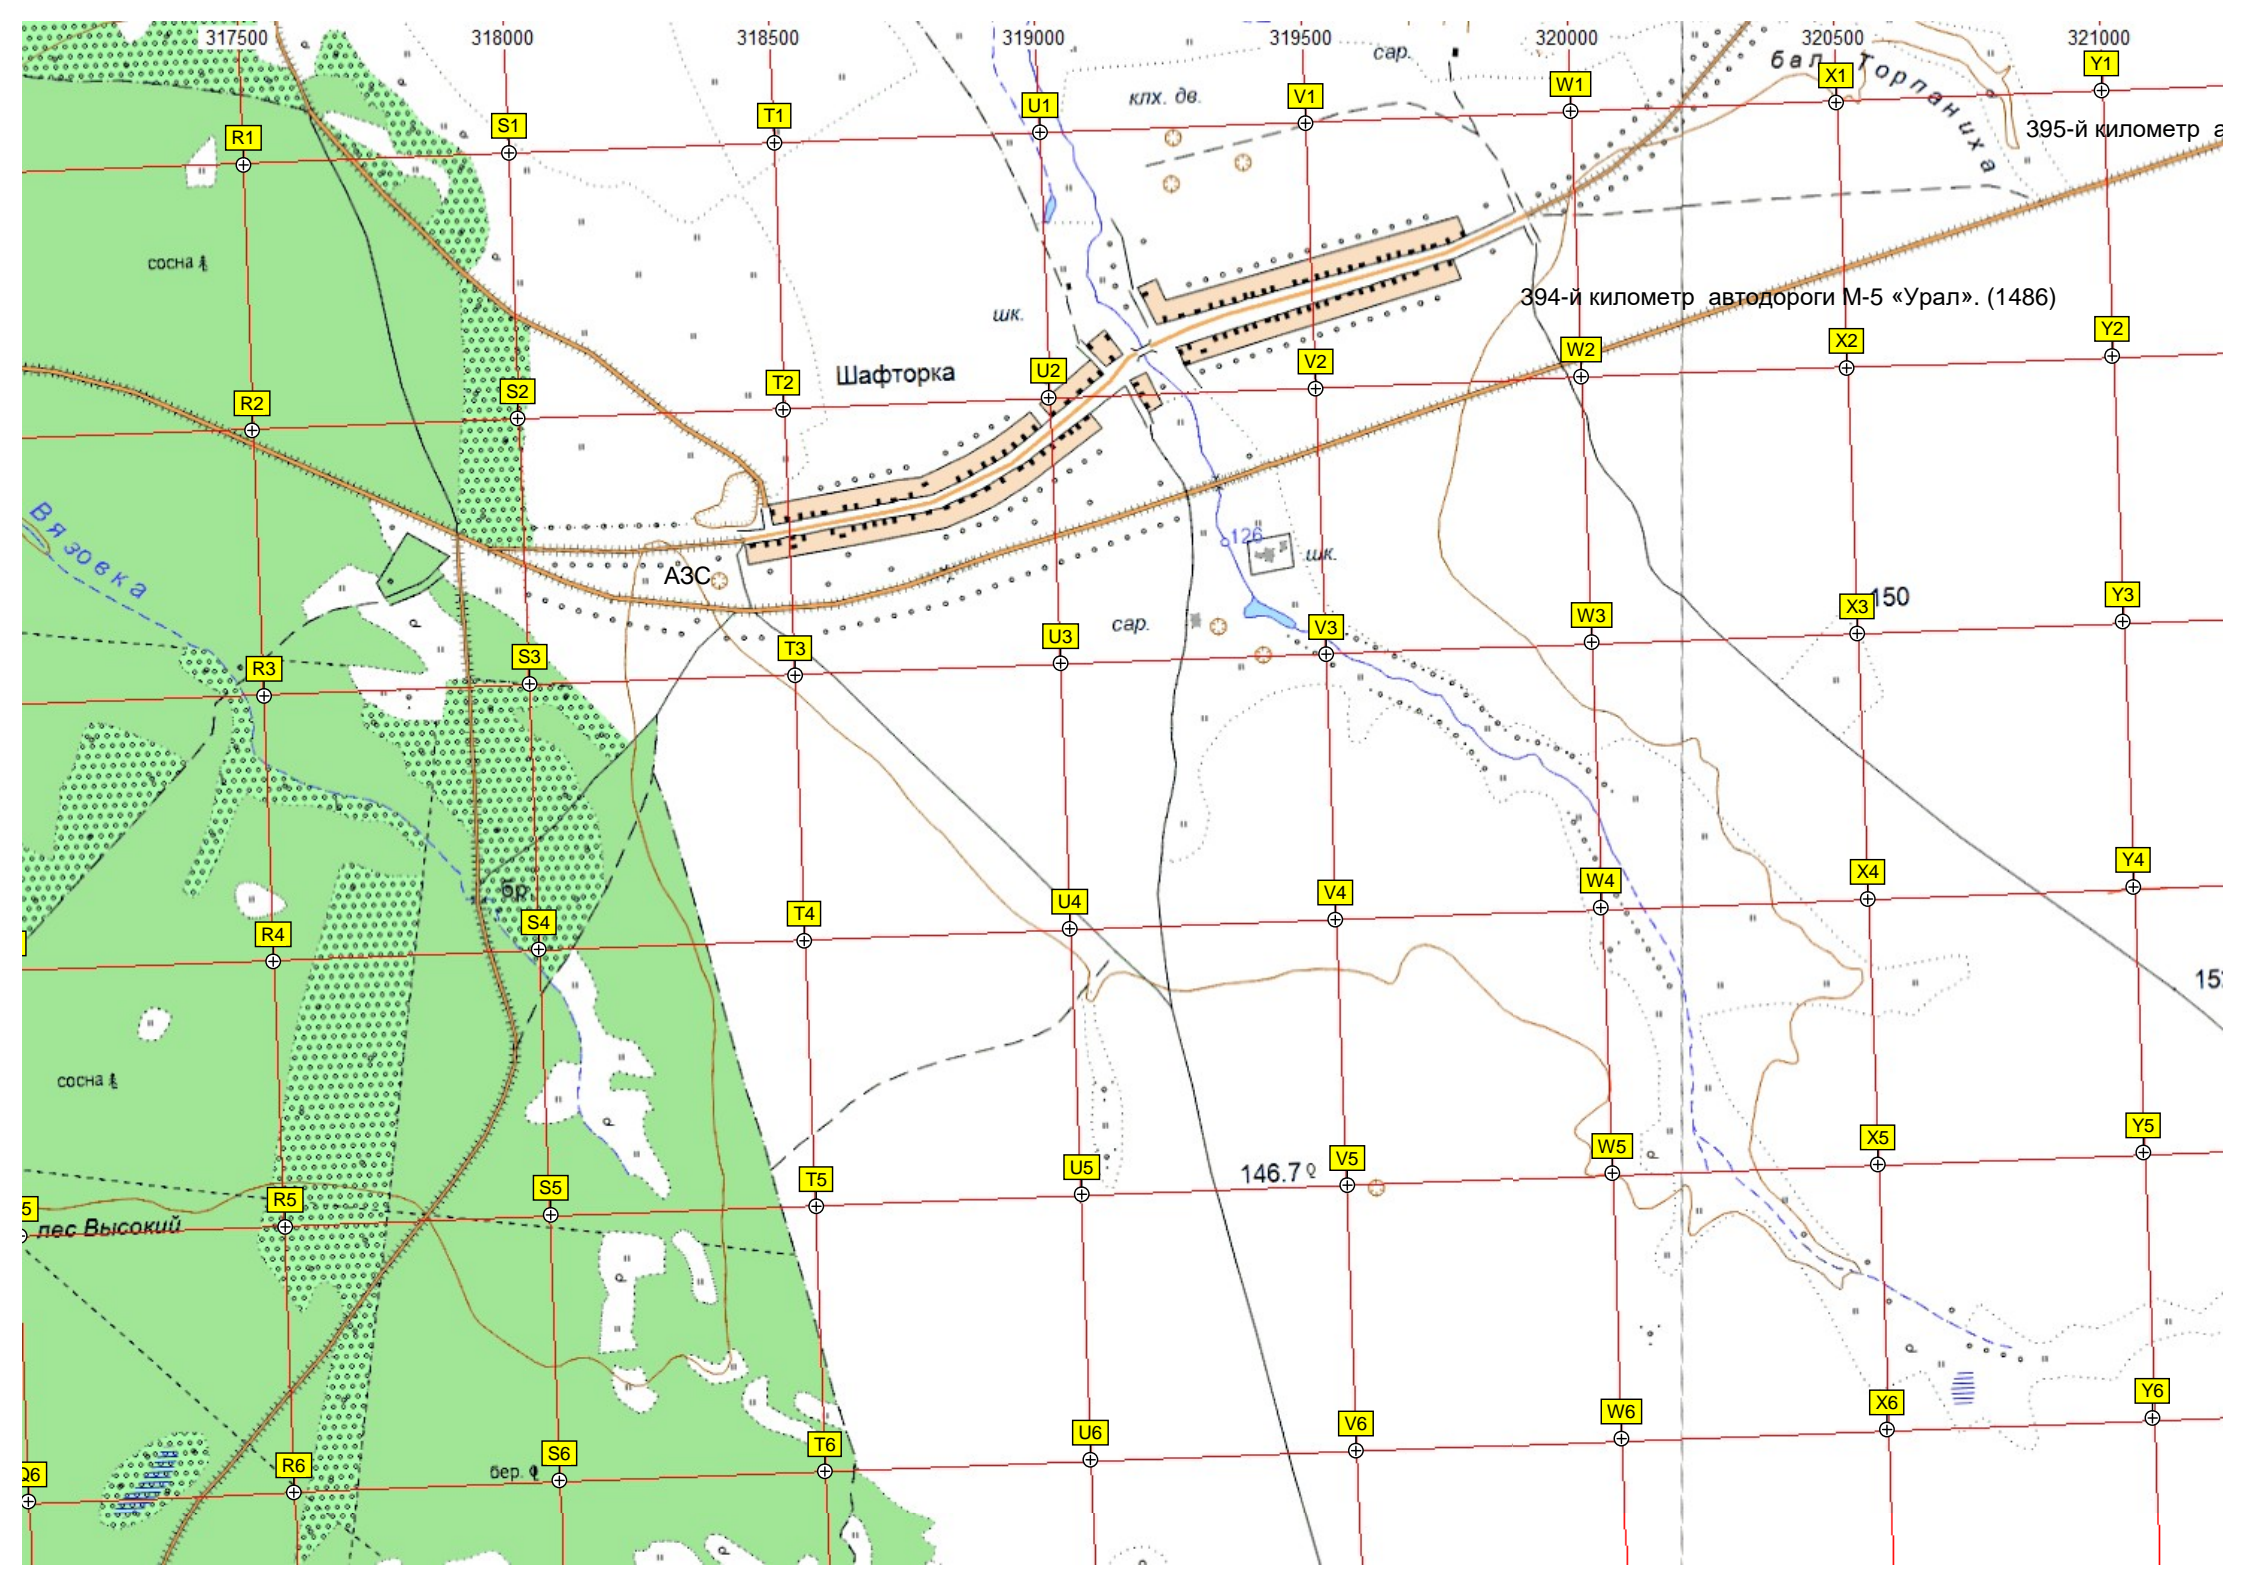 317500 318000 318500 319000 319500 320000 320500 321000
сар.
бал. Торпаниха
клх. дв.
R1 S1 T1 U1 V1 W1 X1 Y1
395-й километр а
сосна
394-й километр автодороги М-5 «Урал». (1486)
шк.
Шафторка
R2 S2 T2 U2 V2 W2 X2 Y2
Вязовка
126
шк.
АЗС
150
сар.
R3 S3 T3 U3 V3 W3 X3 Y3
бр.
R4 S4 T4 U4 V4 W4 X4 Y4
15
сосна
146.7
5 R5 S5 T5 U5 V5 W5 X5 Y5
лес Высокий
бер.
Q6 R6 S6 T6 U6 V6 W6 X6 Y6